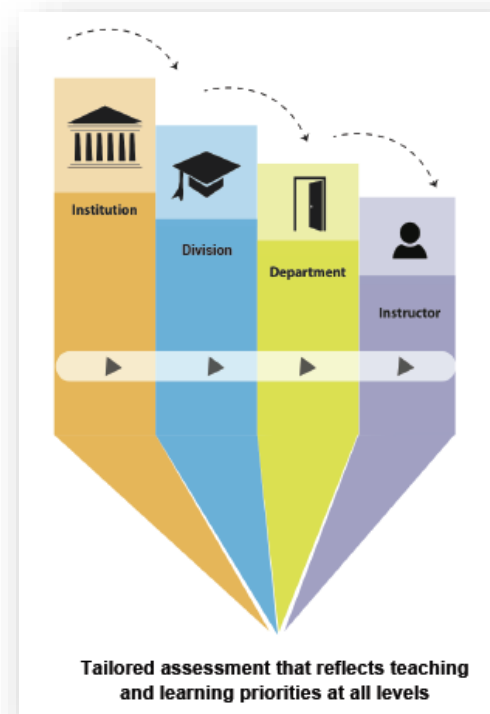 Institution
Division
Department
Instructor
Tailored assessment that reflects teaching
and learning priorities at all levels